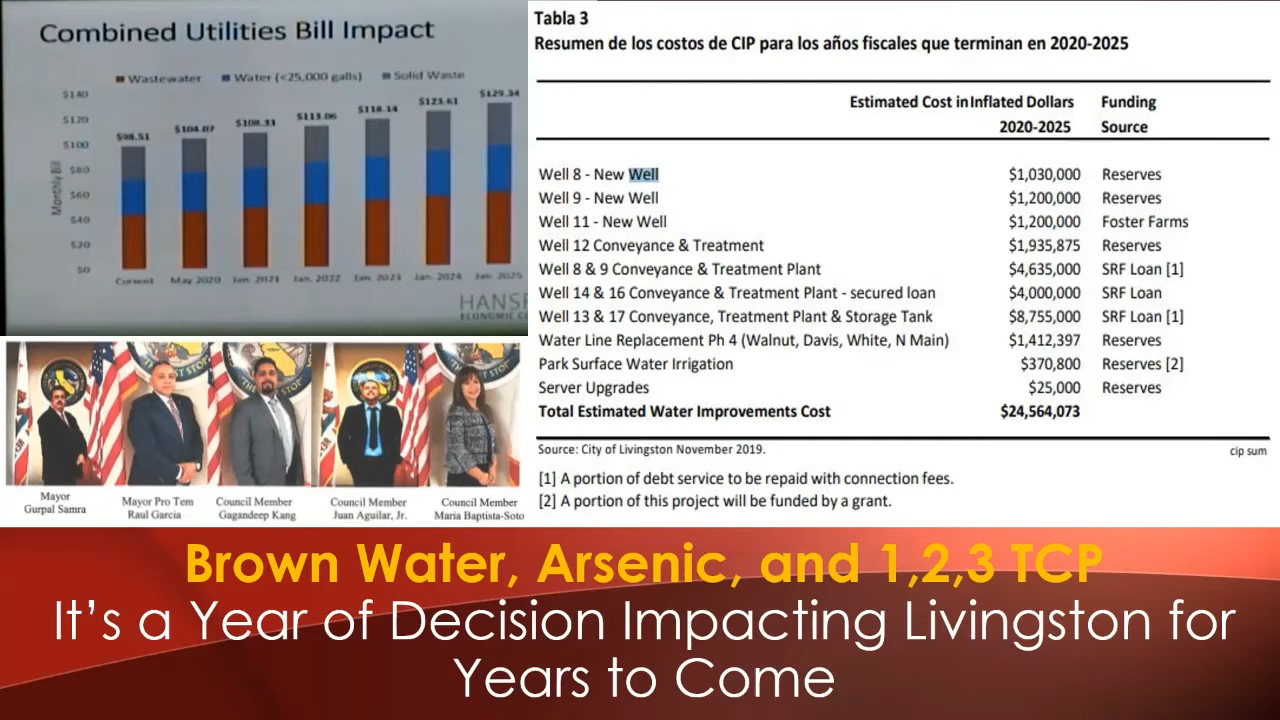 Combined Utilities Bill Impact
Wastewater Water (<25,000 galls) Solid Waste
Monthly Bill
$140
$120
$100
$80
$60
$40
$20
$0
$98.51
$104.07
$108.33
$113.06
$118.14
$123.61
$129.34
Current May 2020 Jan. 2021 Jan. 2022 Jan. 2023 Jan. 2024 Jan. 2025
ECONOMIC
Mayor
Gurpal Samra
Mayor Pro Tem
Raul Garcia
Council Member
Gagandeep Kang
Council Member
Juan Aguilar, Jr.
Council Member
Maria Baptista-Soto
Tabla 3
Resumen de los costos de CIP para los años fiscales que terminan en 2020-2025
Estimated Cost in Inflated Dollars Funding
2020-2025 Source
Well 8 - New Well $1,030,000 Reserves
Well 9 - New Well $1,200,000 Reserves
Well 11 - New Well $1,200,000 Foster Farms
Well 12 Conveyance & Treatment $1,935,875 Reserves
Well 8 & 9 Conveyance & Treatment Plant $4,635,000 SRF Loan [1]
Well 14 & 16 Conveyance & Treatment Plant - secured loan $4,000,000 SRF Loan
Well 13 & 17 Conveyance, Treatment Plant & Storage Tank $8,755,000 SRF Loan [1]
Water Line Replacement Ph 4 (Walnut, Davis, White, N Main) $1,412,397 Reserves
Park Surface Water Irrigation $370,800 Reserves [2]
Server Upgrades $25,000 Reserves
Total Estimated Water Improvements Cost $24,564,073
Source: City of Livingston November 2019. cip sum
[1] A portion of debt service to be repaid with connection fees.
[2] A portion of this project will be funded by a grant.
Brown Water, Arsenic, and 1,2,3 TCP
It's a Year of Decision Impacting Livingston for
Years to Come